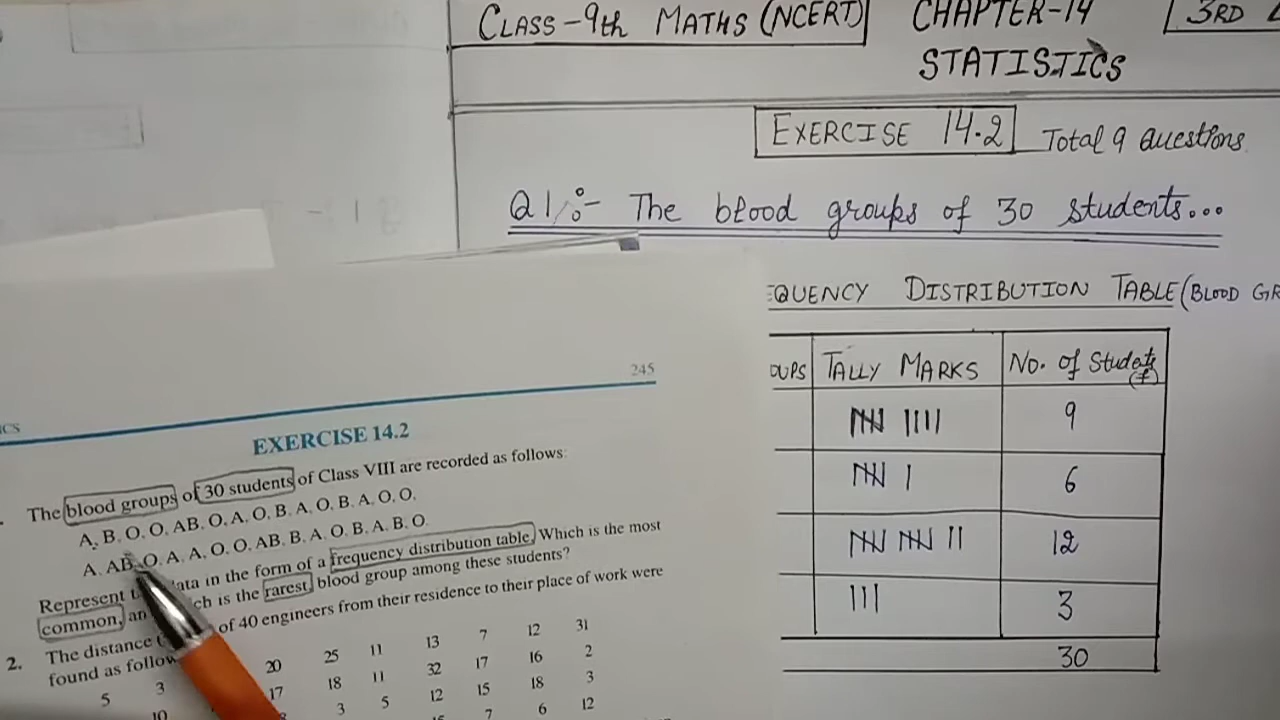 CLASS-9th MATHS (NCERT)
CHAPTER-14
3RD
STATISTICS
EXERCISE 14.2
Total 9 questions
Q1/:- The blood groups of 30 students...
EQUENCY DISTRIBUTION TABLE (BLOOD GR
OUPS TALLY MARKS No. of Students (f)
9
6
12
3
30
ICS
245
EXERCISE 14.2
The blood groups of 30 students of Class VIII are recorded as follows:
A, B, O, O, AB, O, A, O, B, A, O, B, A, O, O,
A, AB, O, A, A, O, O, AB, B, A, O, B, A, B, O.
Represent ata in the form of a frequency distribution table. Which is the most
common, an ich is the rarest, blood group among these students?
2. The distance of 40 engineers from their residence to their place of work were
found as follow
5 3 20 25 11 13 7 12 31
10 17 18 11 32 17 16 2
3 5 12 15 18 3
7 6 12